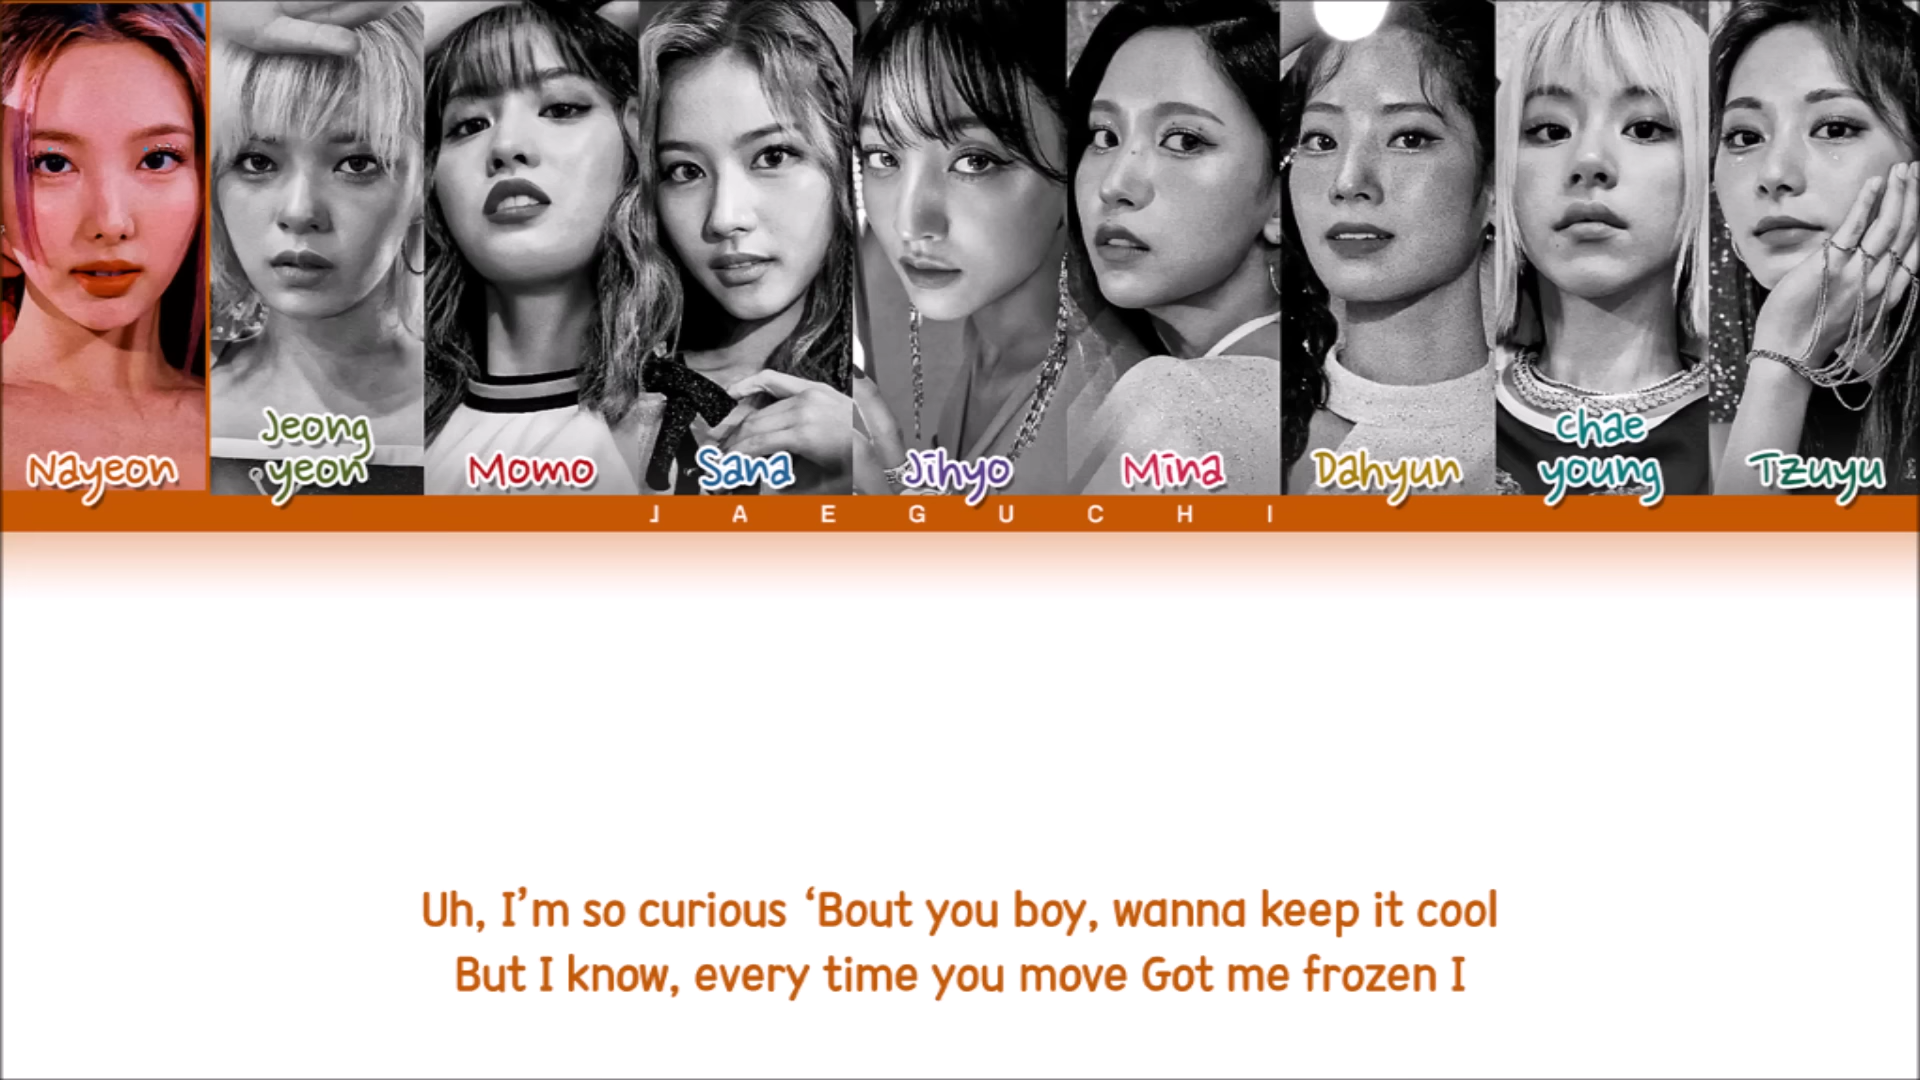 Nayeon
Jeong
yeon
Momo
Sana
Jihyo
Mina
Dahyun
Chae
young
Tzuyu
JAEGUCHI
Uh, I’m so curious ‘Bout you boy, wanna keep it cool
But I know, every time you move Got me frozen I